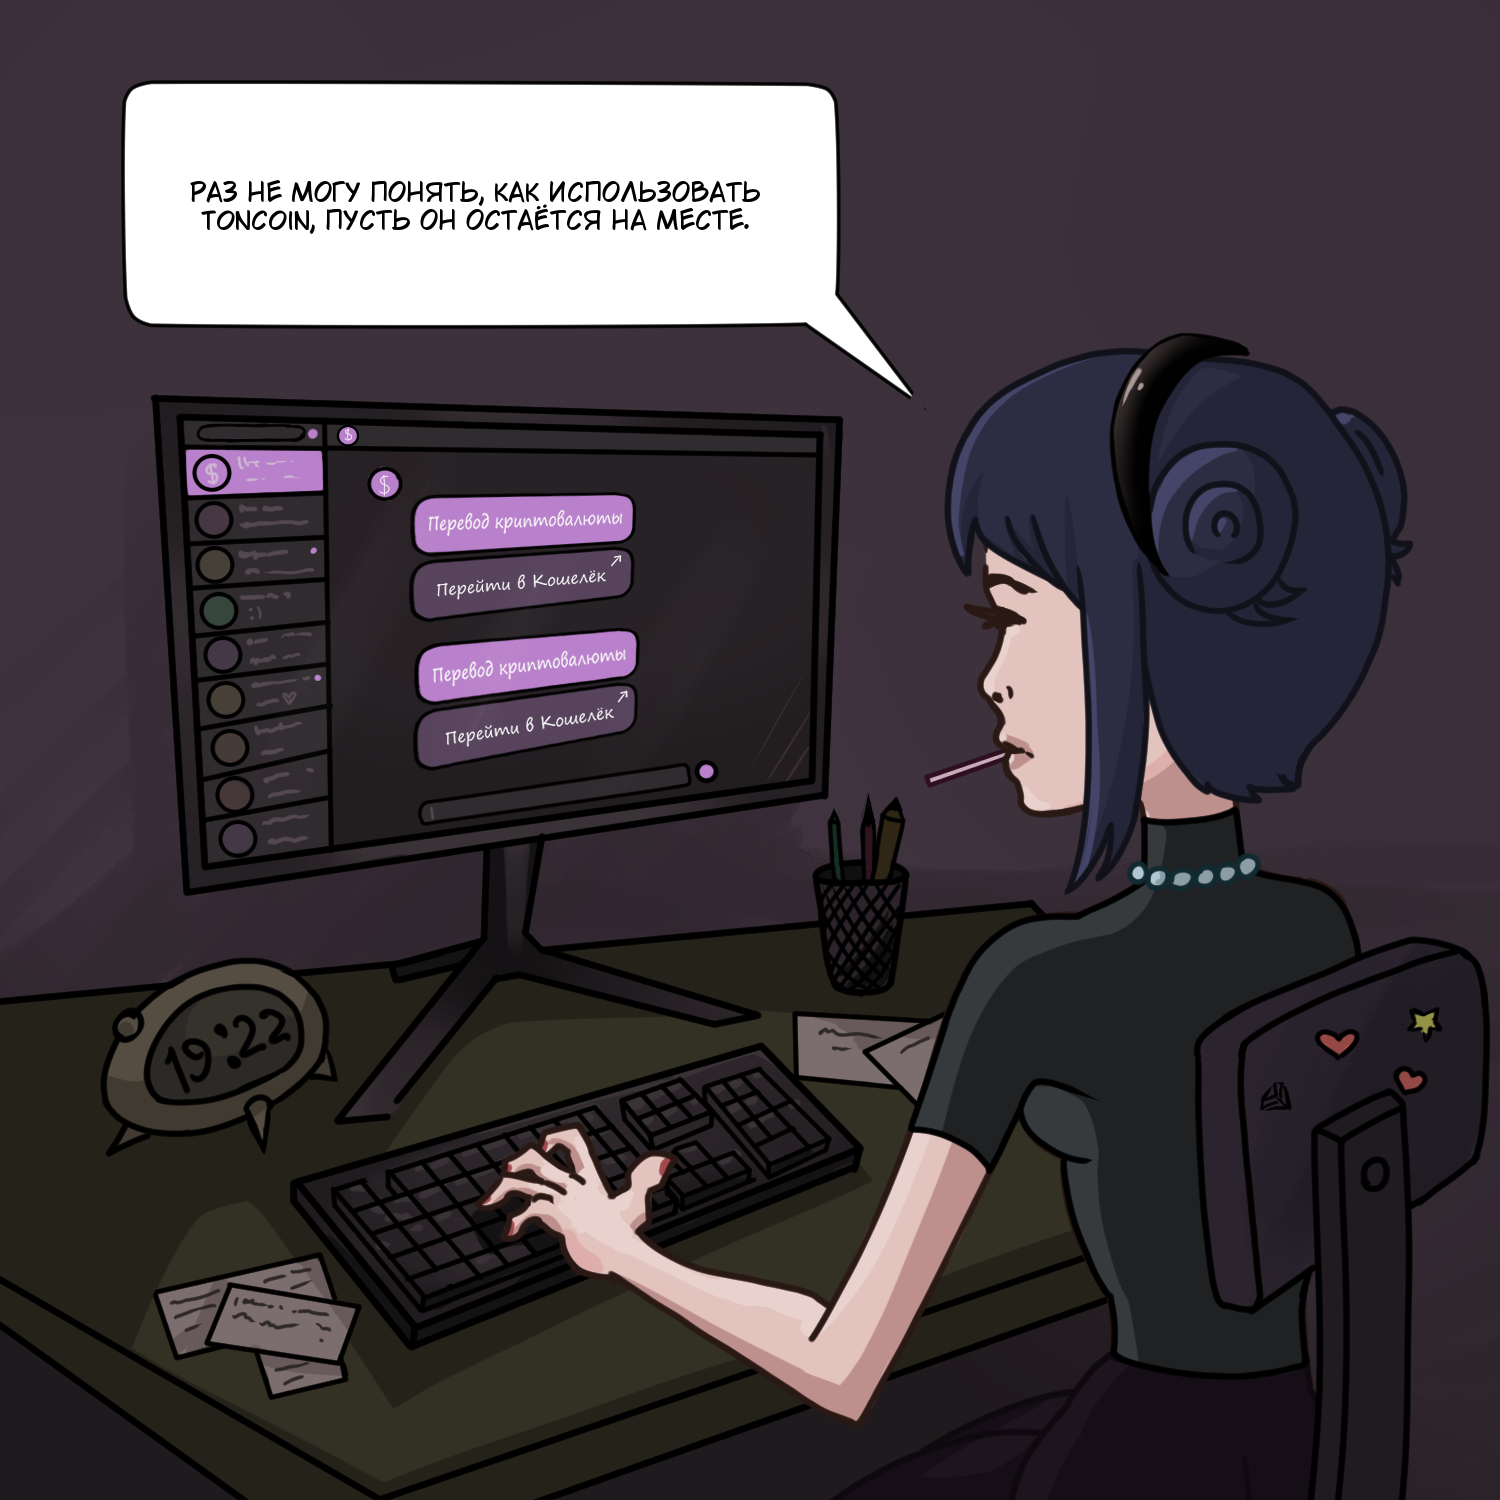 РАЗ НЕ МОГУ ПОНЯТЬ, КАК ИСПОЛЬЗОВАТЬ
TONCOIN, ПУСТЬ ОН ОСТАЁТСЯ НА МЕСТЕ.
$
$
$
Перевод криптовалюты
Перейти в Кошелёк
Перевод криптовалюты
Перейти в Кошелёк
:)
19:22